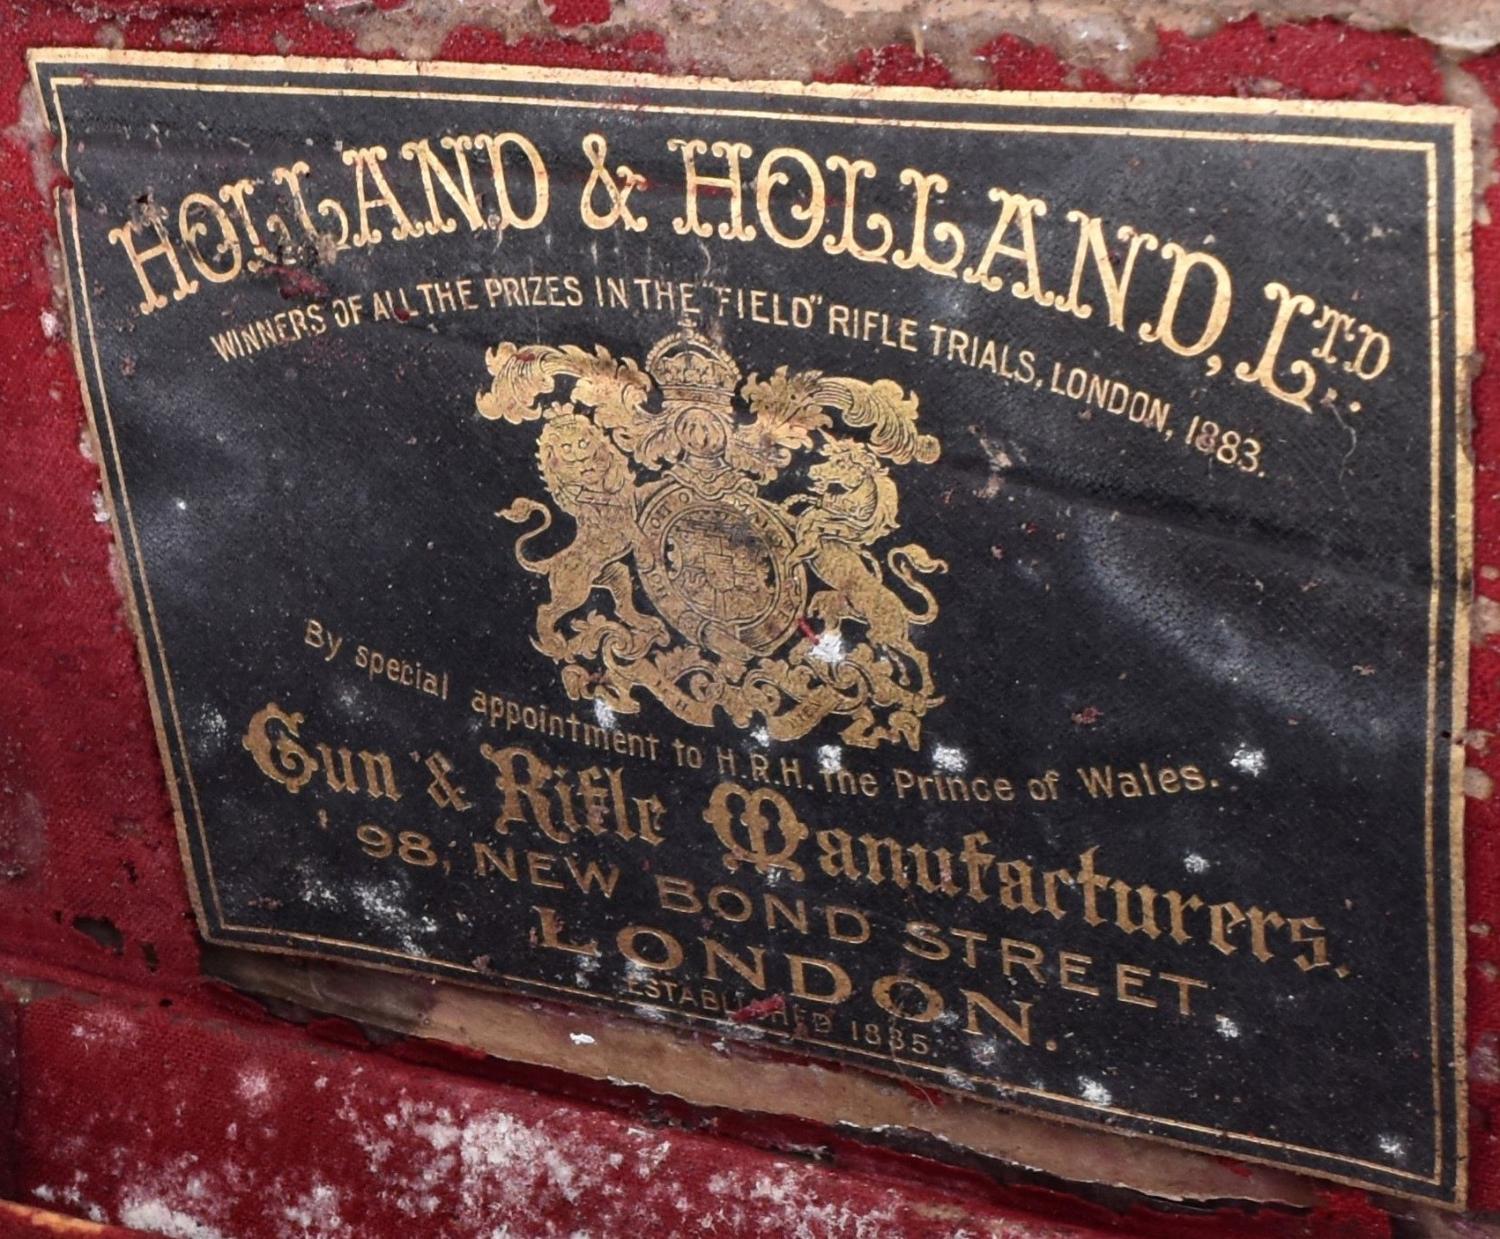 HOLLAND & HOLLAND, LTD.
WINNERS OF ALL THE PRIZES IN THE "FIELD" RIFLE TRIALS, LONDON, 1883.
By special appointment to H.R.H. the Prince of Wales.
Gun & Rifle Manufacturers.
98, NEW BOND STREET,
LONDON.
ESTABLISHED 1835.